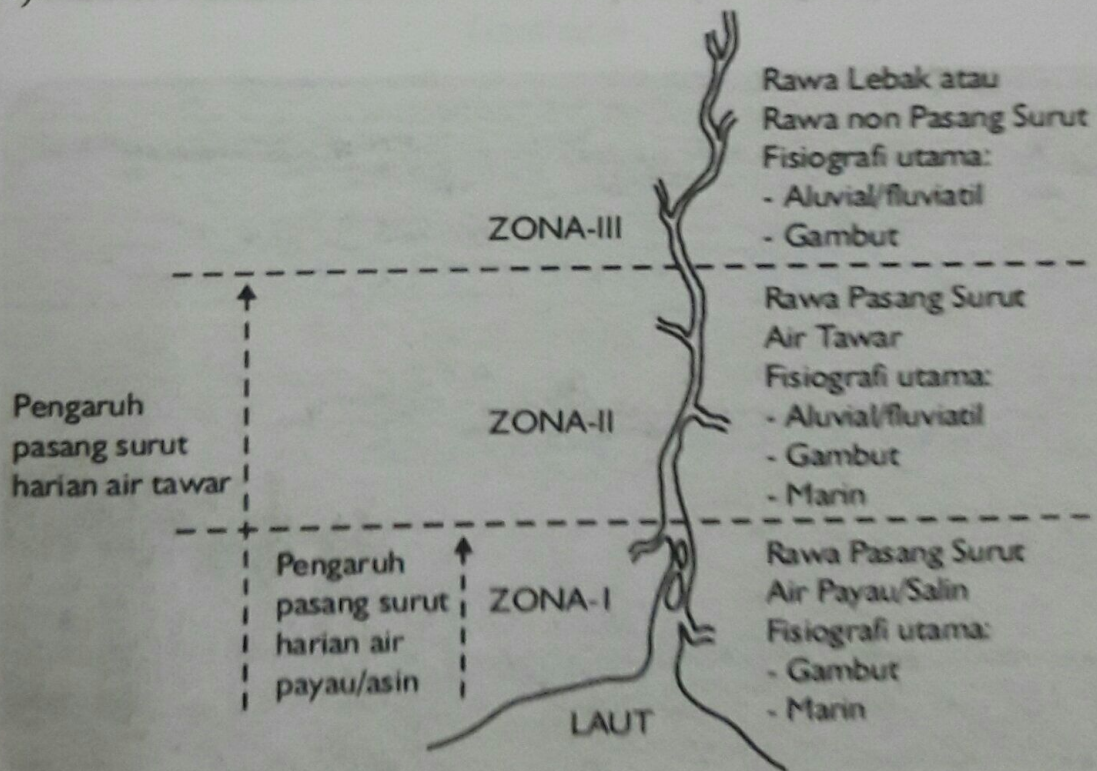 Rawa Lebak atau
Rawa non Pasang Surut
Fisiografi utama:
- Aluvial/fluviatil
- Gambut
ZONA-III
Rawa Pasang Surut
Air Tawar
Fisiografi utama:
- Aluvial/fluviatil
- Gambut
- Marin
ZONA-II
Pengaruh
pasang surut
harian air tawar
Pengaruh
pasang surut
harian air
payau/asin
ZONA-I
Rawa Pasang Surut
Air Payau/Salin
Fisiografi utama:
- Gambut
- Marin
LAUT